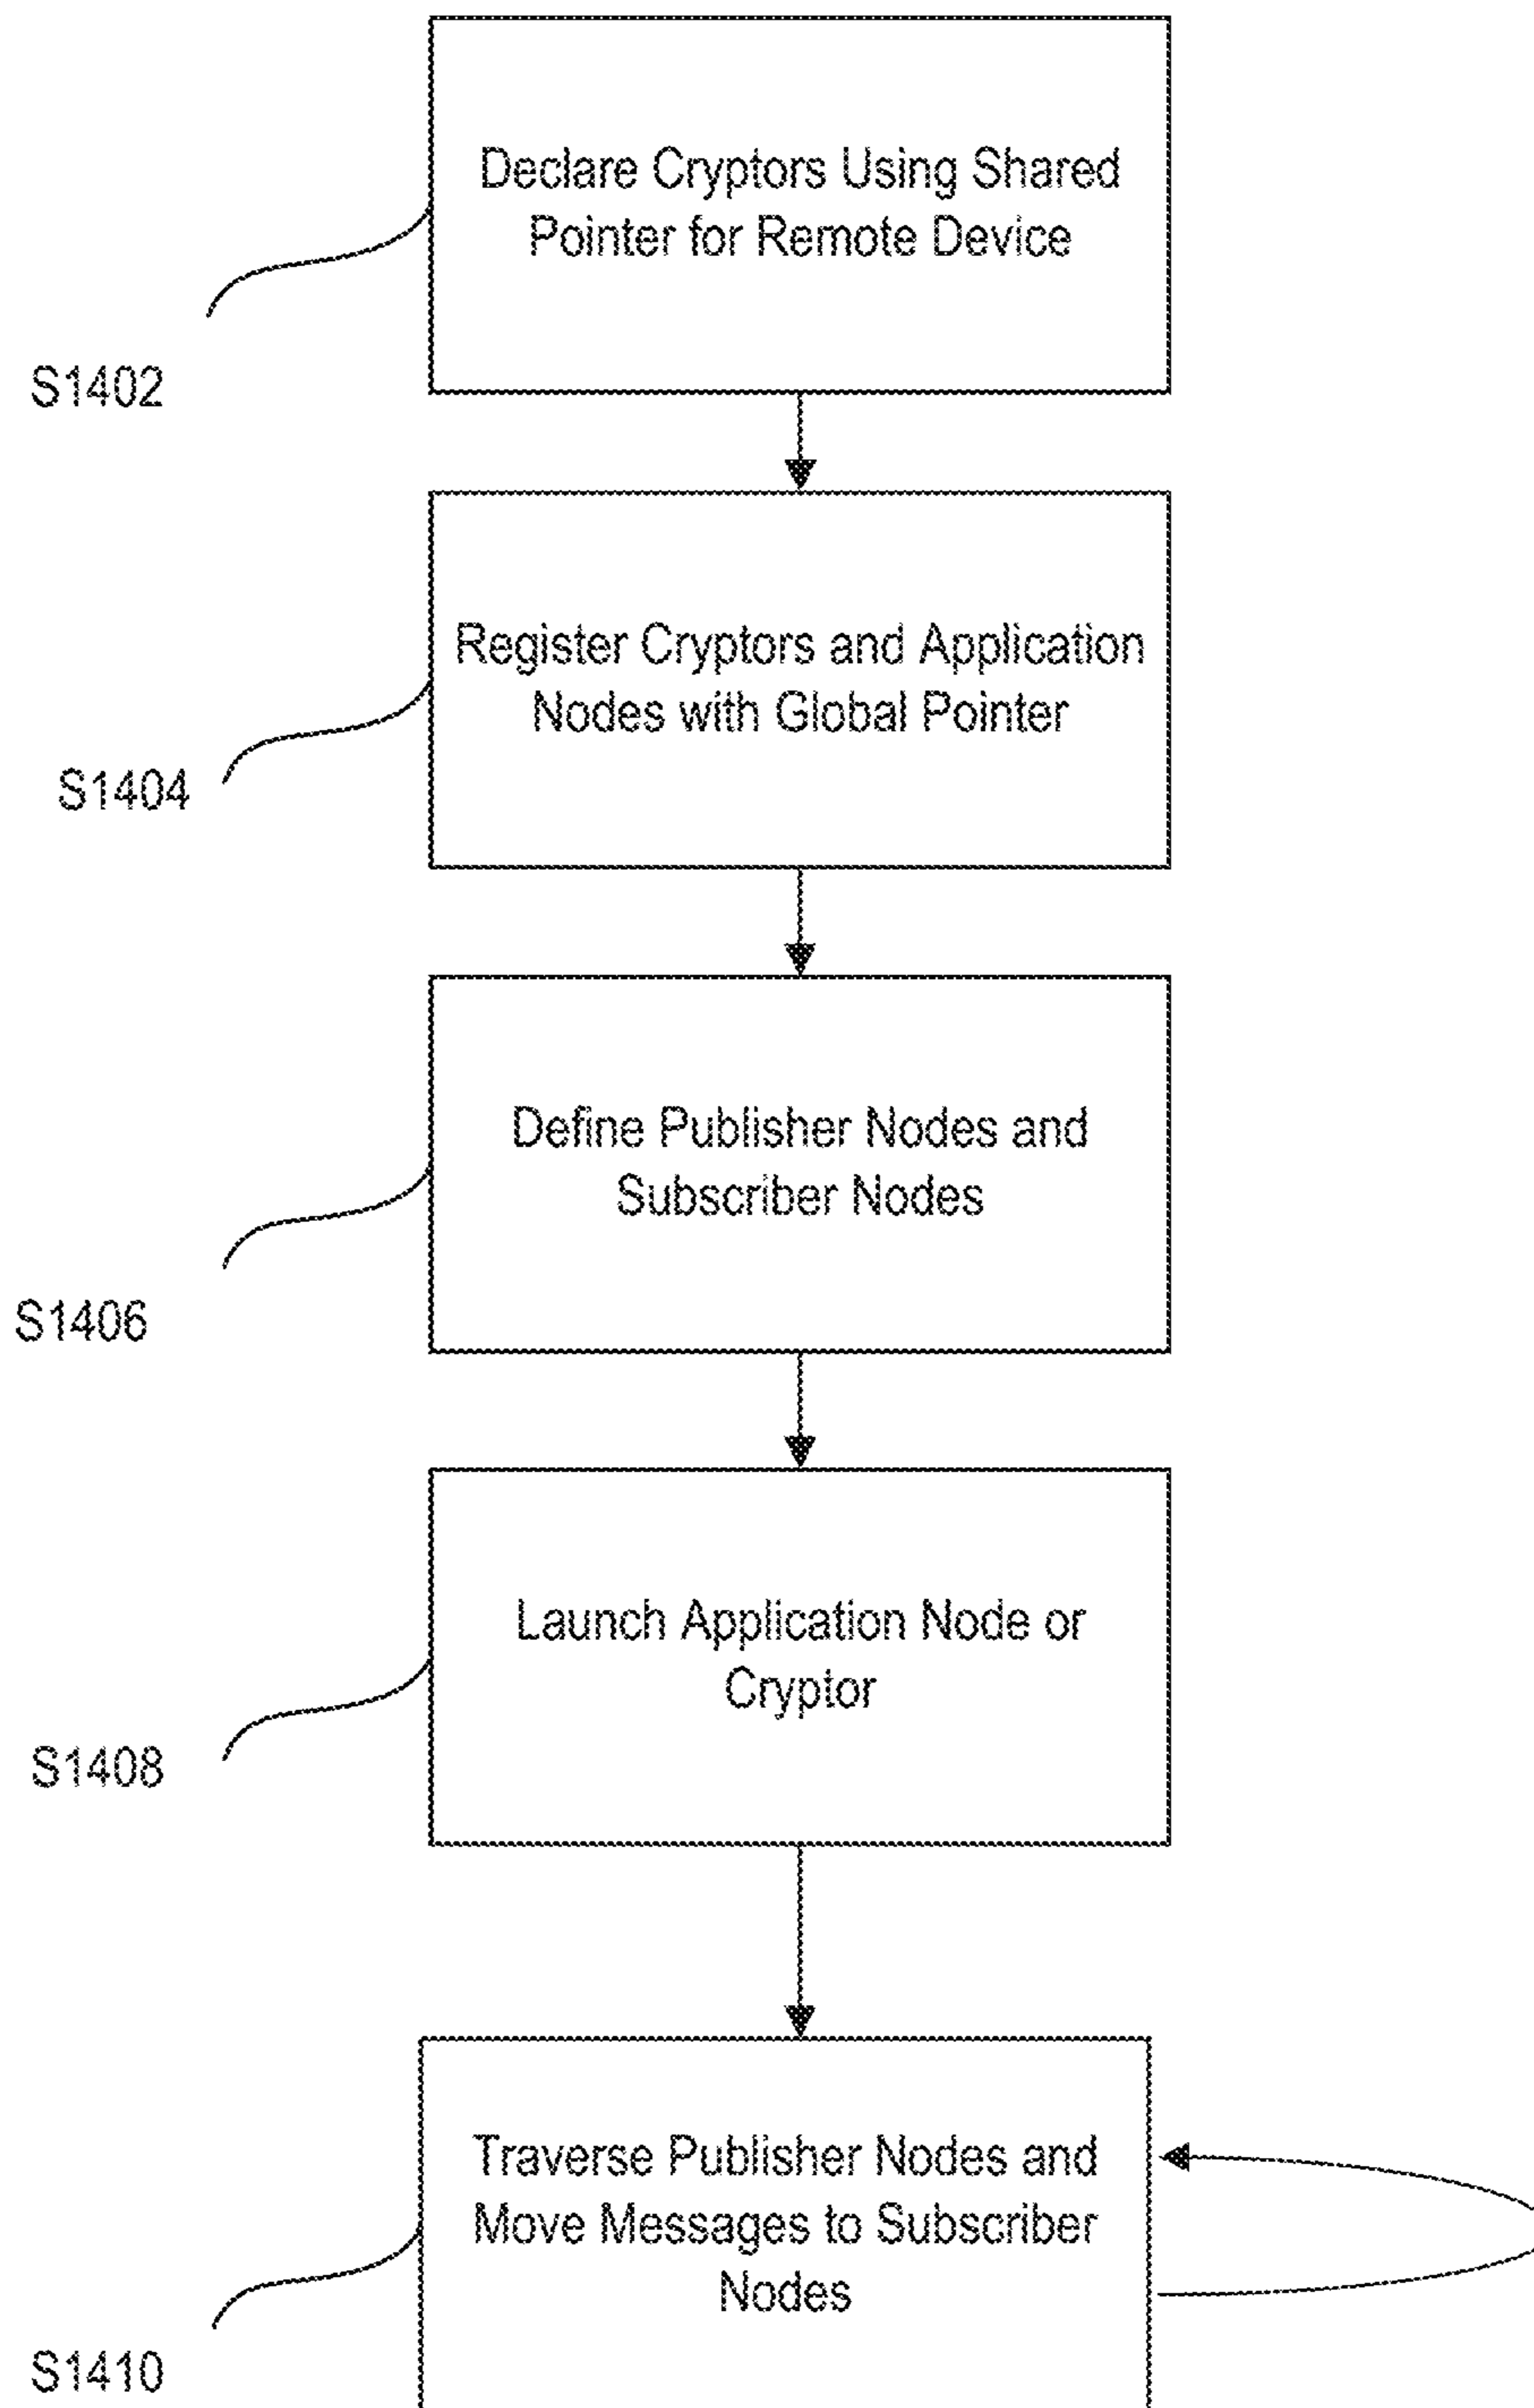 Declare Cryptors Using Shared
Pointer for Remote Device
S1402
Register Cryptors and Application
Nodes with Global Pointer
S1404
Define Publisher Nodes and
Subscriber Nodes
S1406
Launch Application Node or
Cryptor
S1408
Traverse Publisher Nodes and
Move Messages to Subscriber
Nodes
S1410